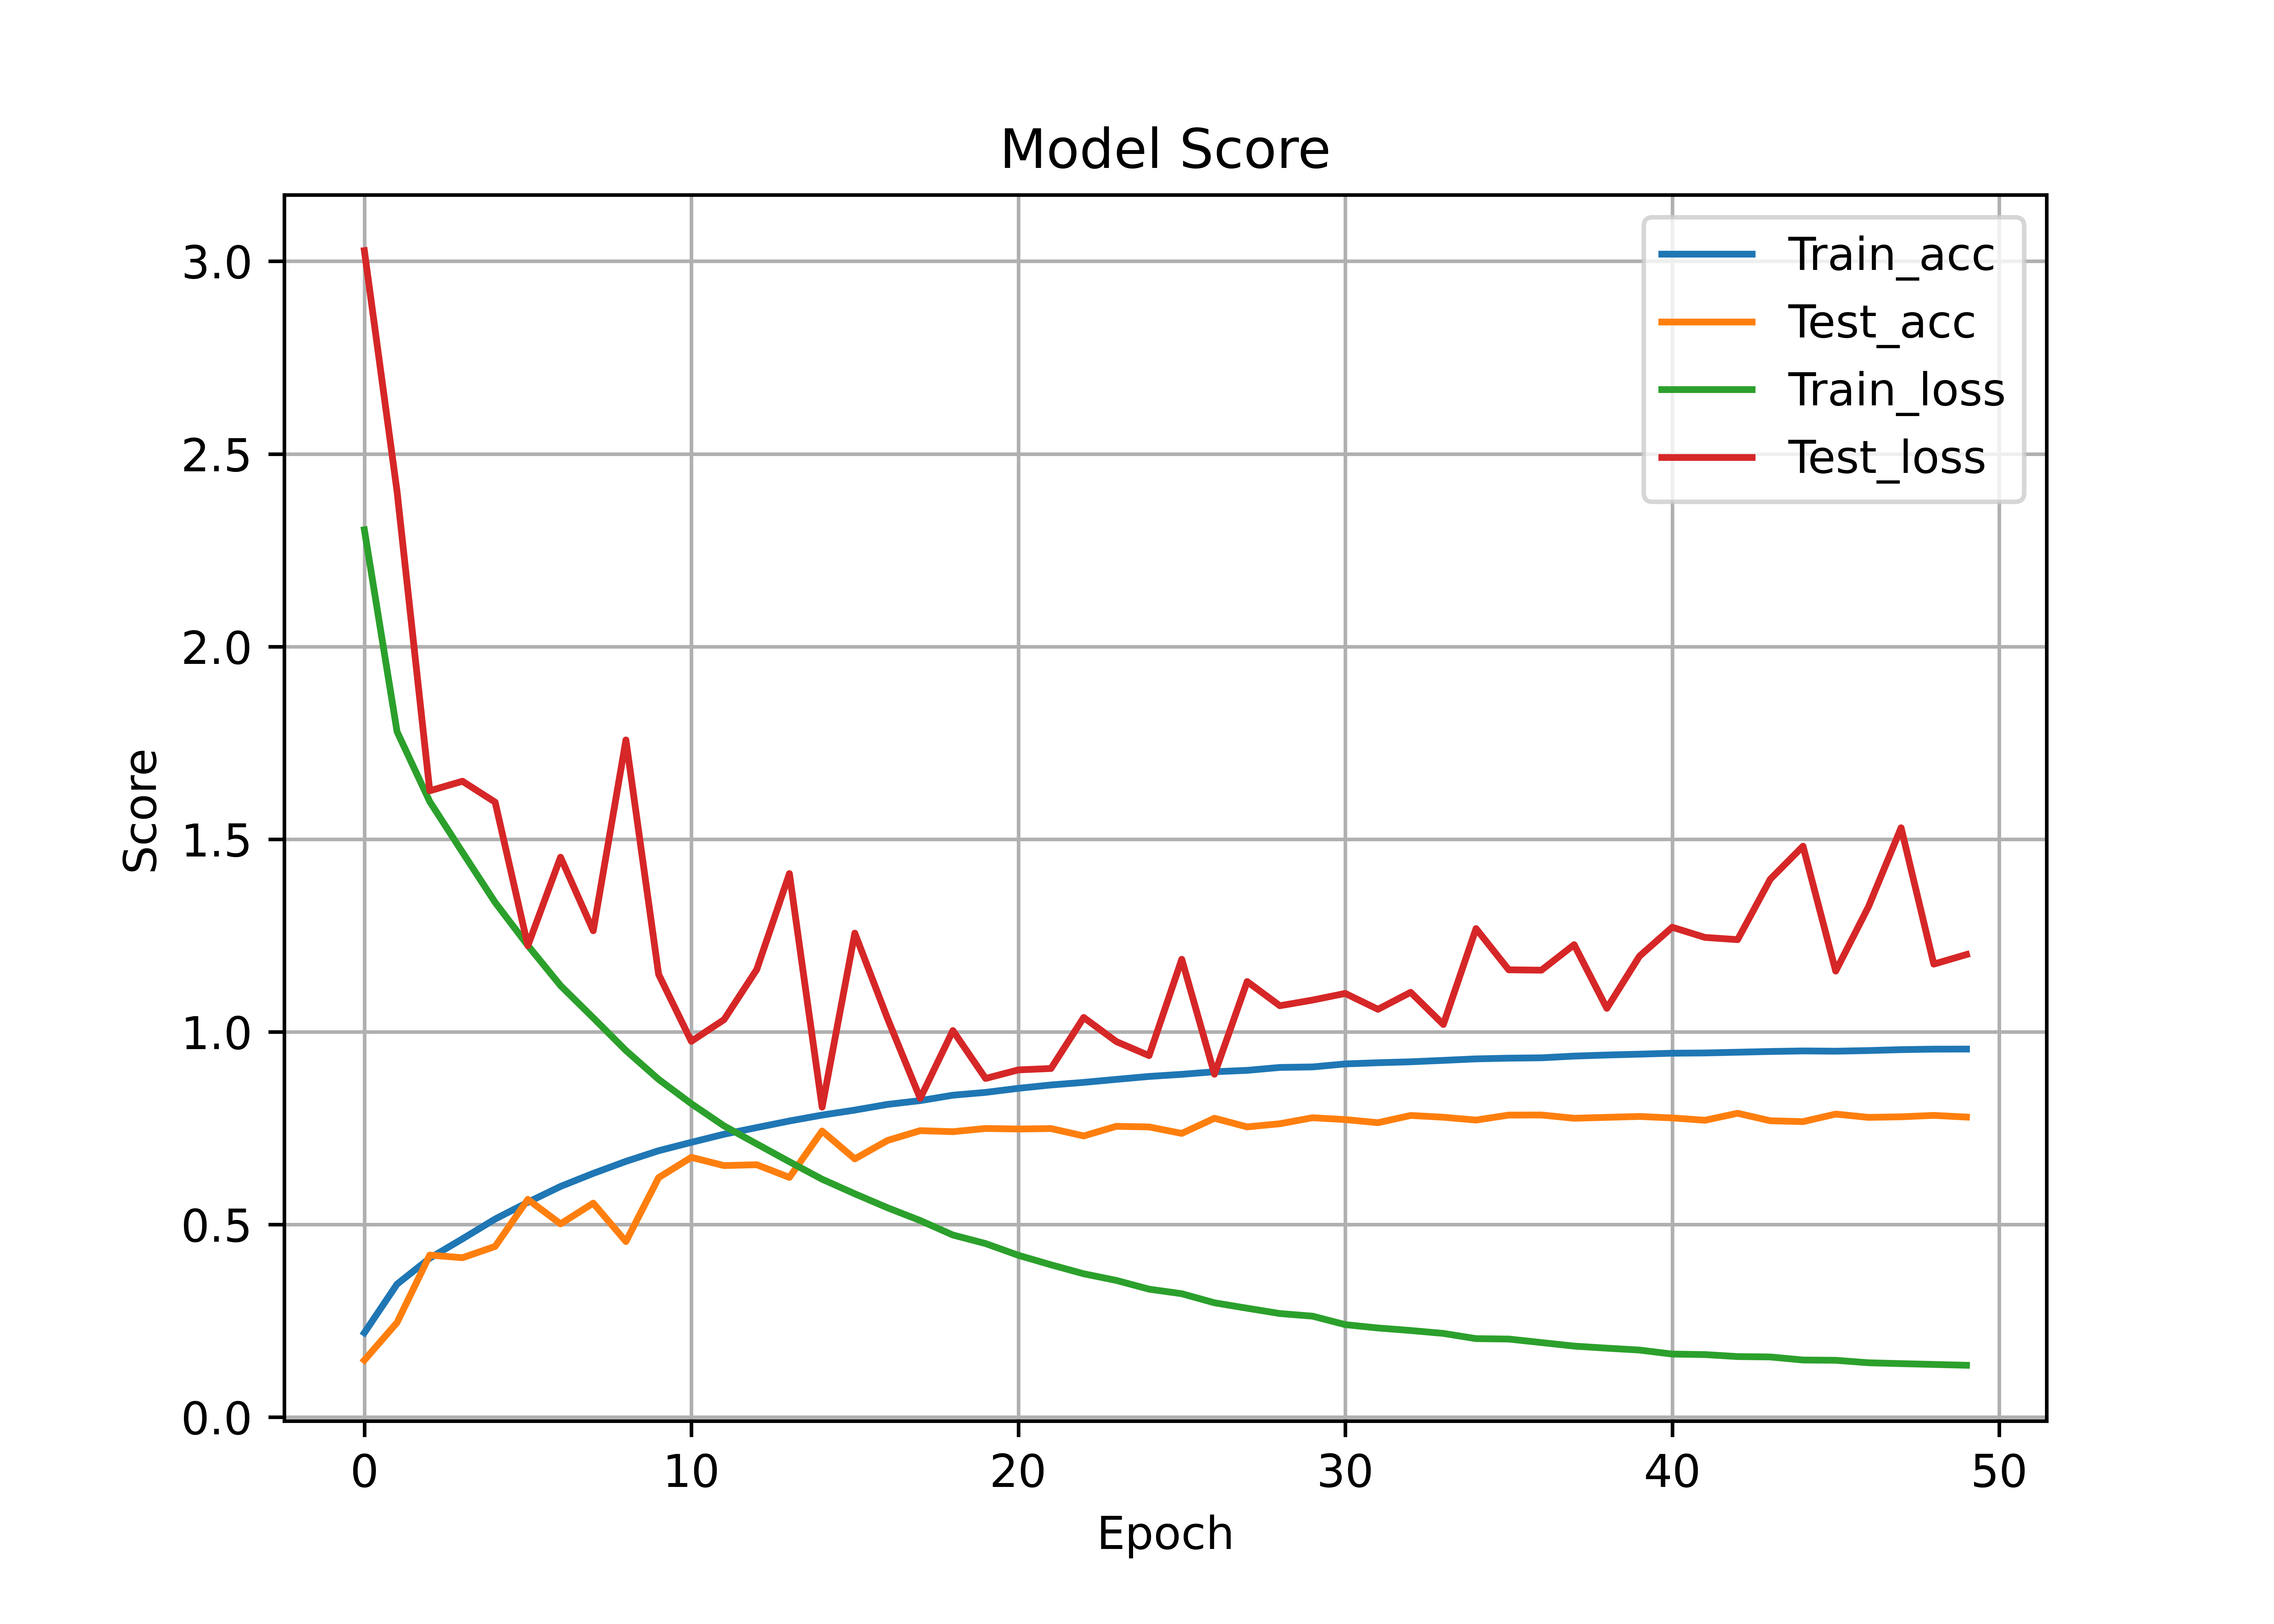 Model Score
3.0
2.5
2.0
1.5
1.0
0.5
0.0
Score
0 10 20 30 40 50
Epoch
Train_acc
Test_acc
Train_loss
Test_loss